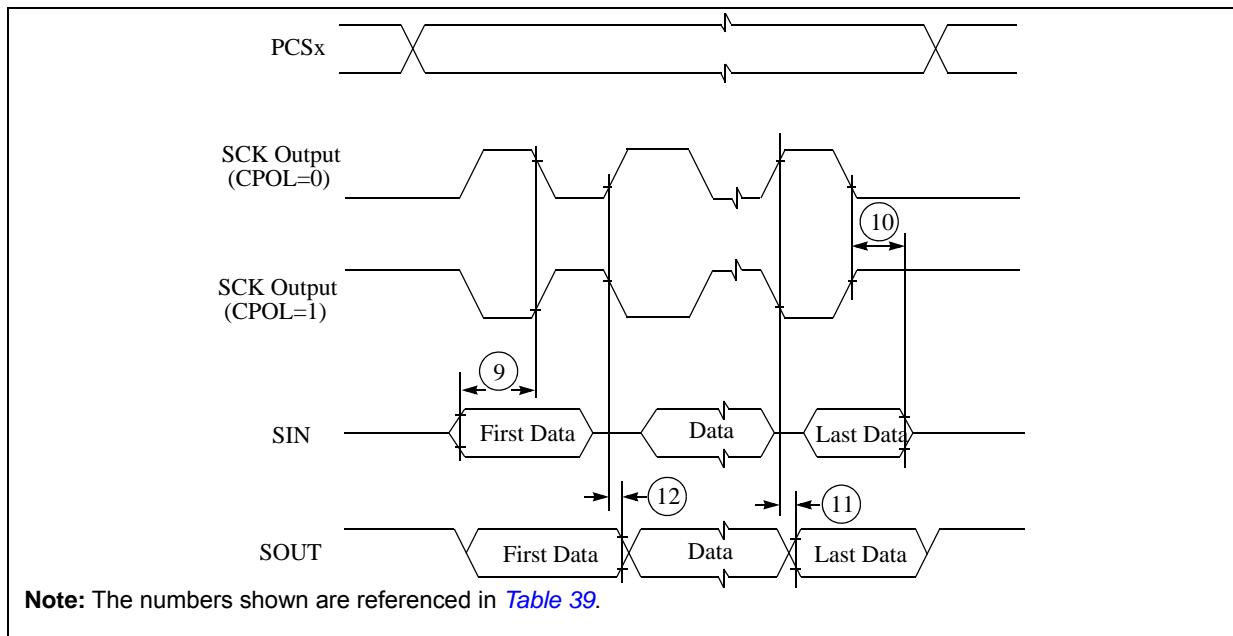 PCSx
SCK Output
(CPOL=0)
10
SCK Output
(CPOL=1)
9
SIN
First Data
Data
Last Data
12
11
SOUT
First Data
Data
Last Data
Note: The numbers shown are referenced in Table 39.